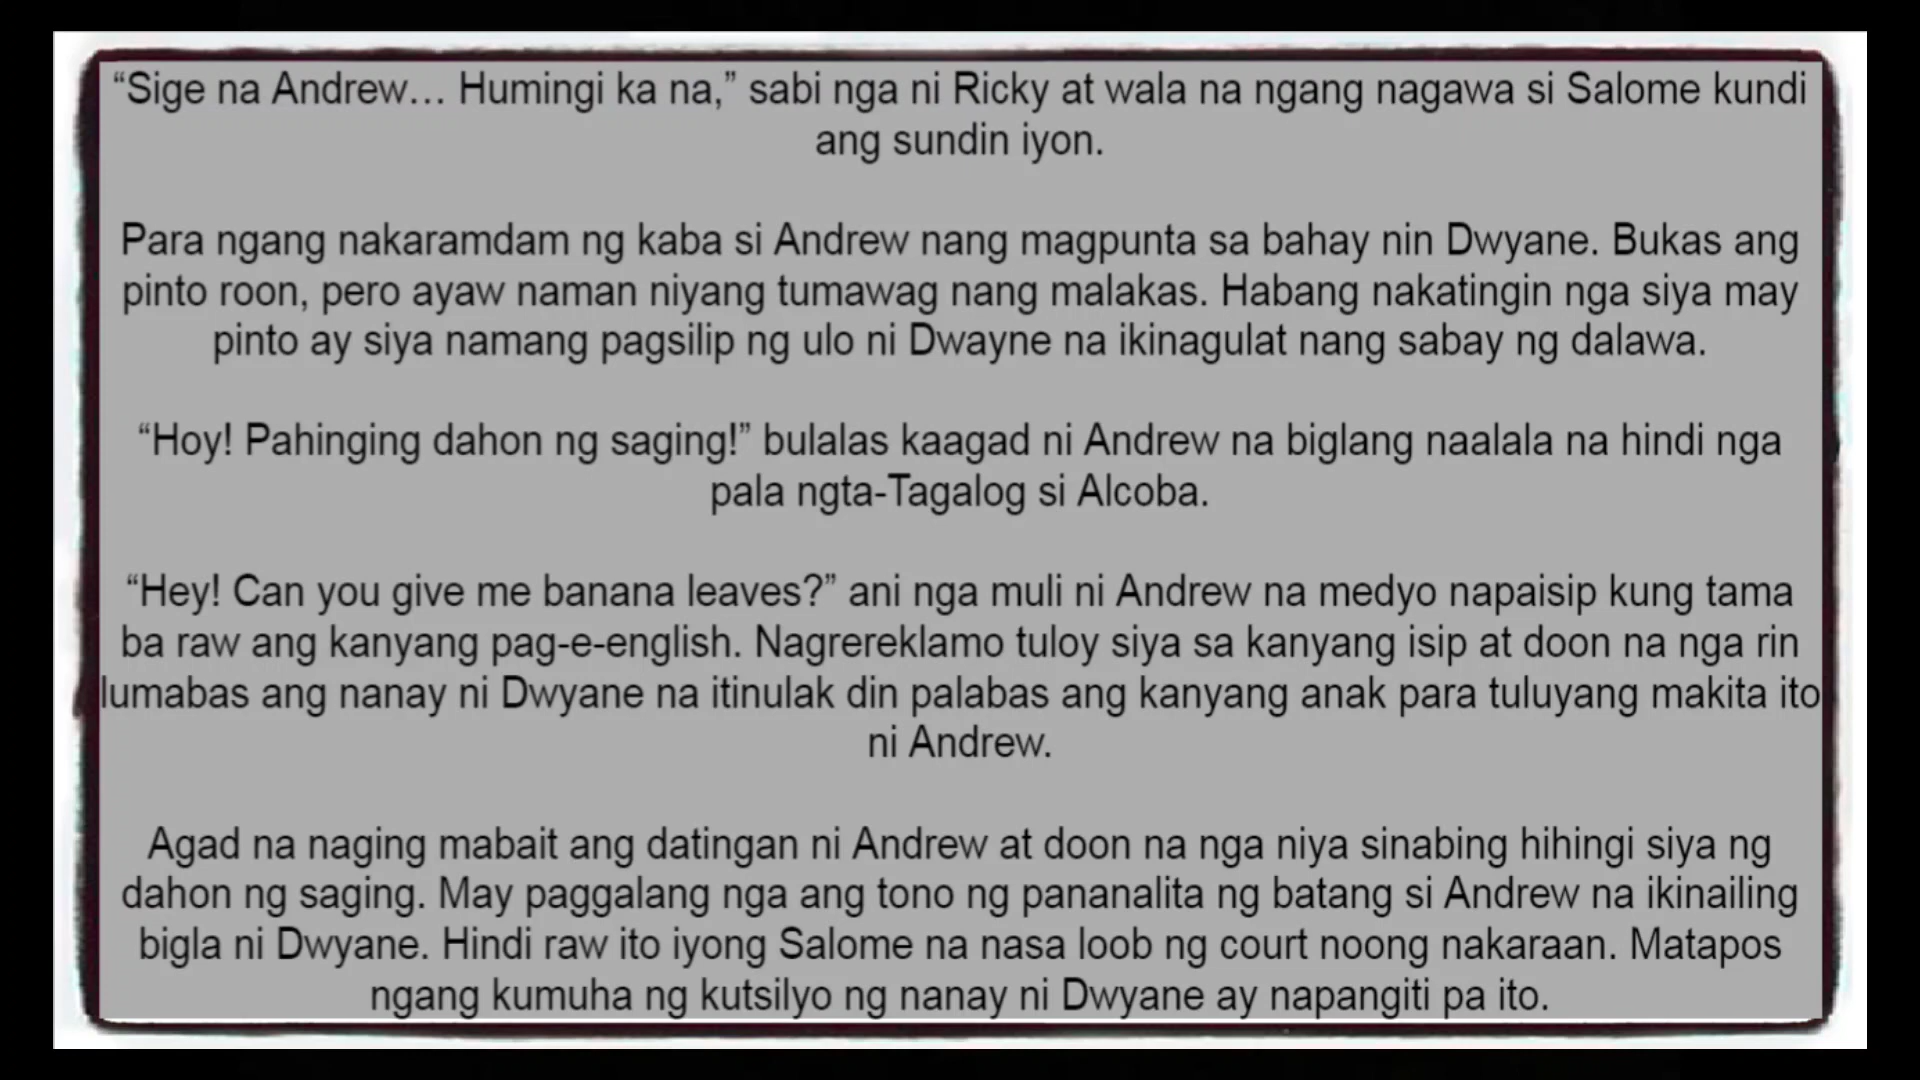 “Sige na Andrew… Humingi ka na,” sabi nga ni Ricky at wala na ngang nagawa si Salome kundi
ang sundin iyon.
Para ngang nakaramdam ng kaba si Andrew nang magpunta sa bahay nin Dwyane. Bukas ang
pinto roon, pero ayaw naman niyang tumawag nang malakas. Habang nakatingin nga siya may
pinto ay siya namang pagsilip ng ulo ni Dwayne na ikinagulat nang sabay ng dalawa.
“Hoy! Pahinging dahon ng saging!” bulalas kaagad ni Andrew na biglang naalala na hindi nga
pala ngta-Tagalog si Alcoba.
“Hey! Can you give me banana leaves?” ani nga muli ni Andrew na medyo napaisip kung tama
ba raw ang kanyang pag-e-english. Nagrereklamo tuloy siya sa kanyang isip at doon na nga rin
lumabas ang nanay ni Dwyane na itinulak din palabas ang kanyang anak para tuluyang makita ito
ni Andrew.
Agad na naging mabait ang datingan ni Andrew at doon na nga niya sinabing hihingi siya ng
dahon ng saging. May paggalang nga ang tono ng pananalita ng batang si Andrew na ikinailing
bigla ni Dwyane. Hindi raw ito iyong Salome na nasa loob ng court noong nakaraan. Matapos
ngang kumuha ng kutsilyo ng nanay ni Dwyane ay napangiti pa ito.